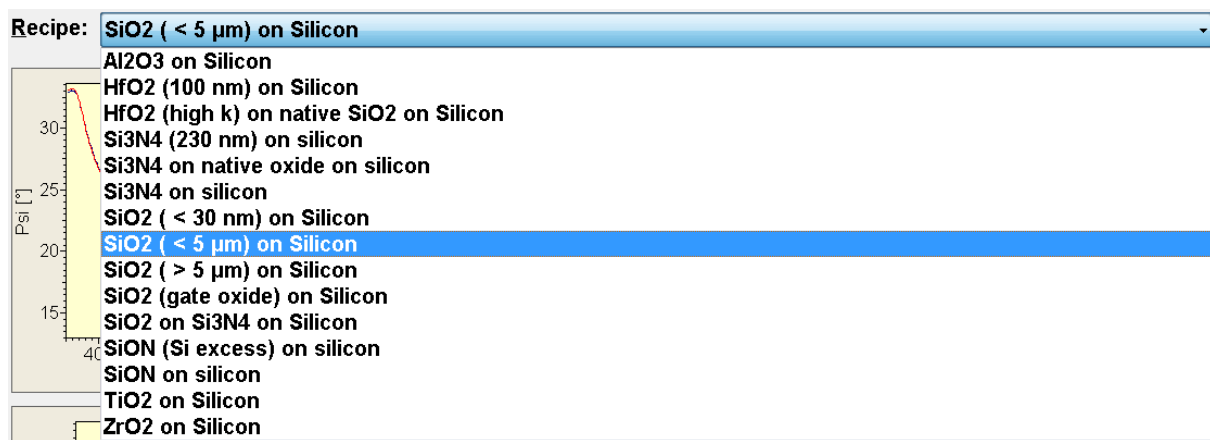 Recipe: SiO2 ( < 5 µm) on Silicon
Al2O3 on Silicon
HfO2 (100 nm) on Silicon
HfO2 (high k) on native SiO2 on Silicon
Si3N4 (230 nm) on silicon
Si3N4 on native oxide on silicon
Si3N4 on silicon
SiO2 ( < 30 nm) on Silicon
SiO2 ( < 5 µm) on Silicon
SiO2 ( > 5 µm) on Silicon
SiO2 (gate oxide) on Silicon
SiO2 on Si3N4 on Silicon
SiON (Si excess) on silicon
SiON on silicon
TiO2 on Silicon
ZrO2 on Silicon
Psi [°]
30
25
20
15